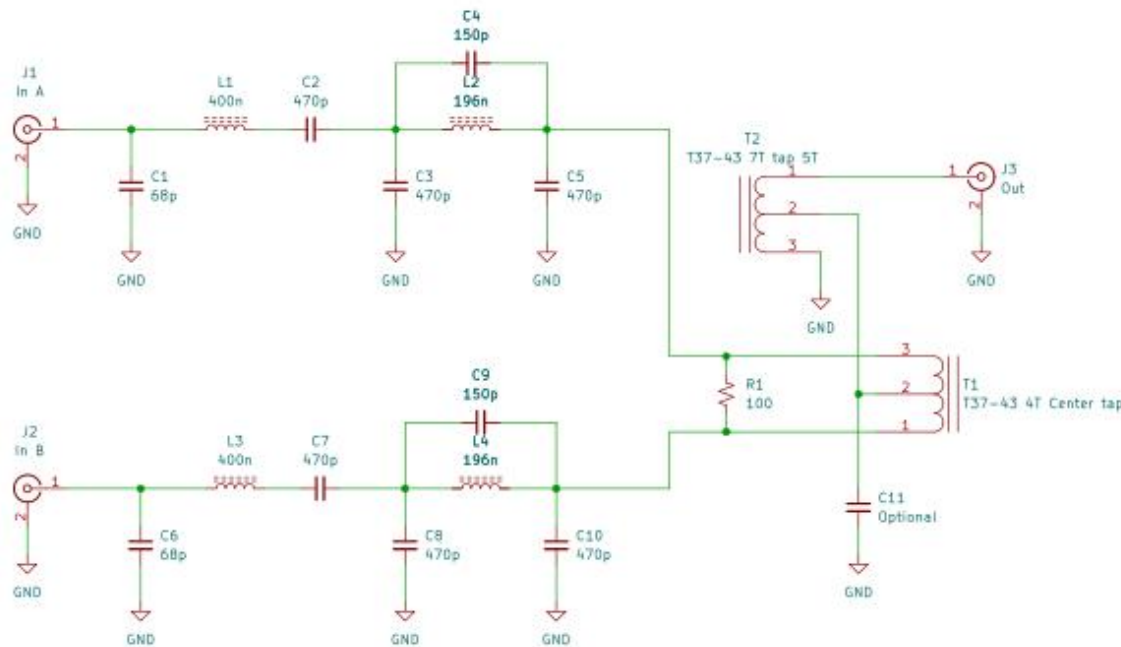 C4
150p
J1
In A
L1
400n
C2
470p
L2
196n
1
2
GND
C1
68p
GND
C3
470p
GND
C5
470p
GND
T2
T37-43 7T tap 5T
1
2
3
GND
1
J3
Out
2
GND
3
2
1
T1
T37-43 4T Center tap
R1
100
C9
150p
J2
In B
L3
400n
C7
470p
L4
196n
1
2
GND
C6
68p
GND
C8
470p
GND
C10
470p
GND
C11
Optional
GND